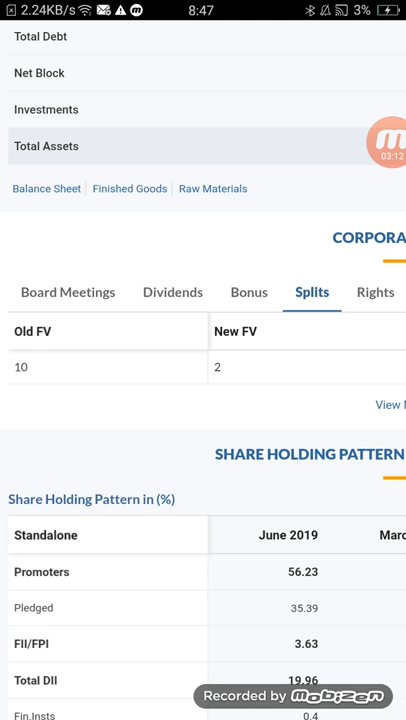 2.24KB/s 8:47 3%
Total Debt
Net Block
Investments
Total Assets
03:12
Balance Sheet Finished Goods Raw Materials
CORPORA
Board Meetings Dividends Bonus Splits Rights
Old FV New FV
10 2
View
SHARE HOLDING PATTERN
Share Holding Pattern in (%)
Standalone June 2019 Marc
Promoters 56.23
Pledged 35.39
FII/FPI 3.63
Total DII 19.96
Recorded by mobizen
Fin.Insts 0.4